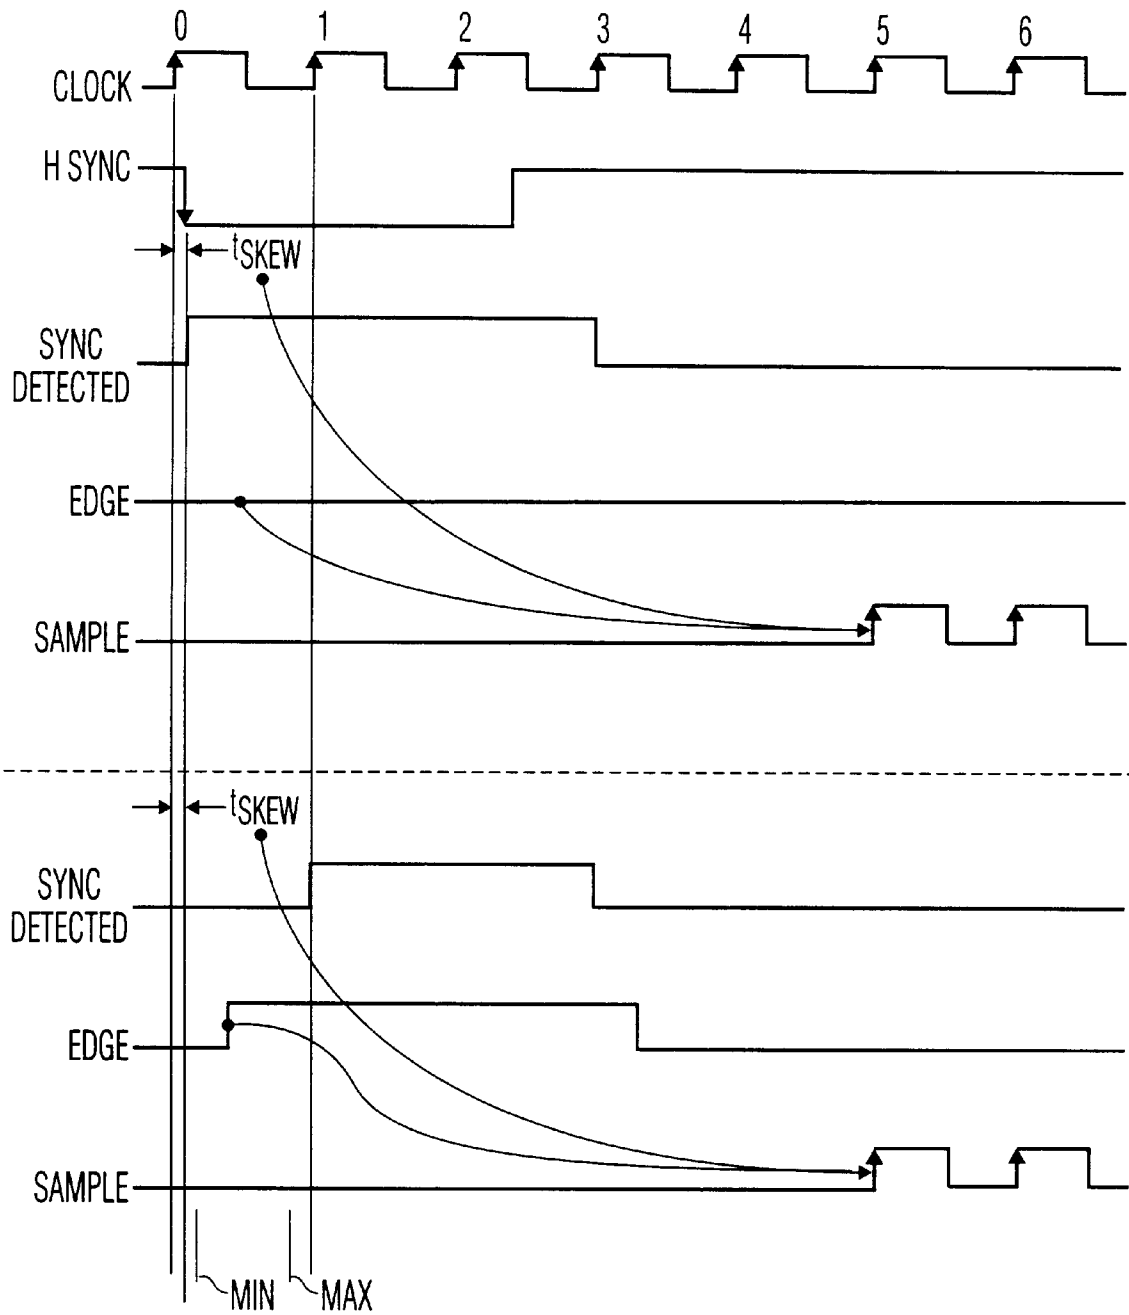 0 1 2 3 4 5 6
CLOCK
H SYNC
tSKEW
SYNC
DETECTED
EDGE
SAMPLE
tSKEW
SYNC
DETECTED
EDGE
SAMPLE
MIN MAX